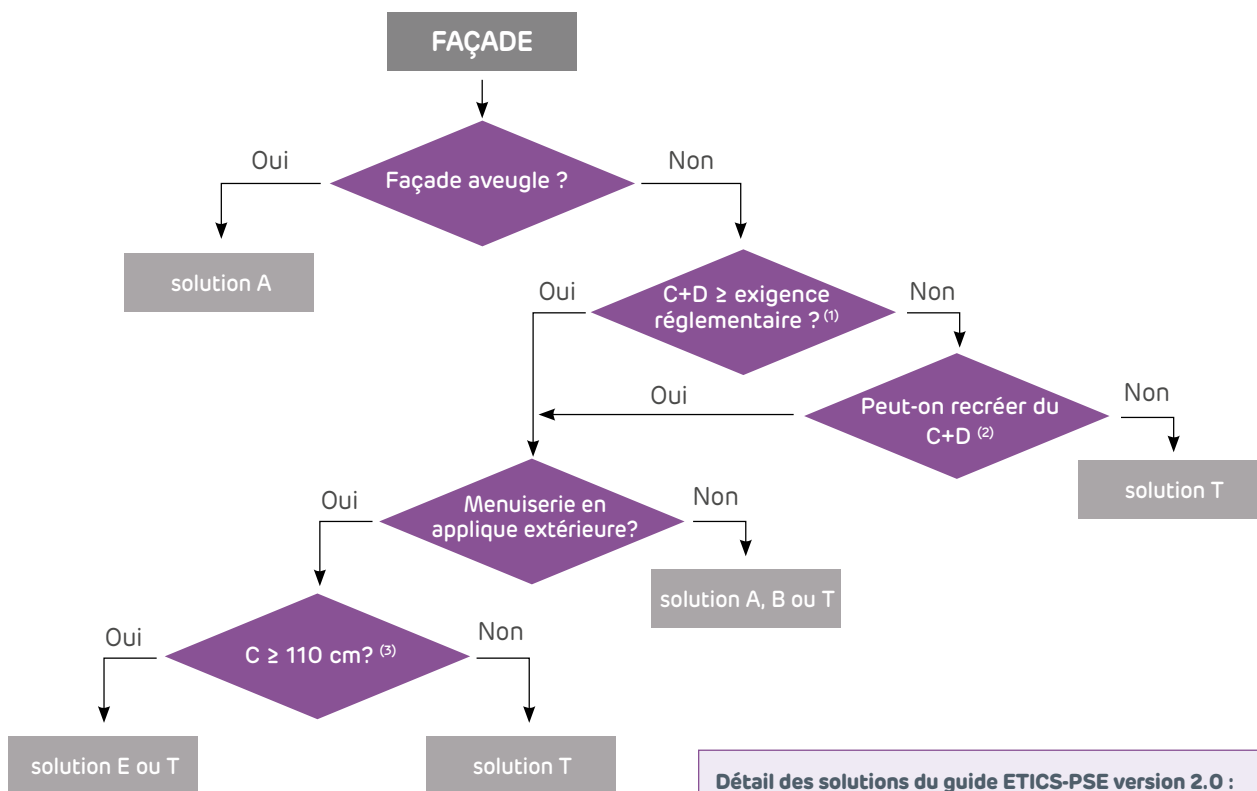 FAÇADE
Oui
Non
Façade aveugle ?
solution A
Oui
C+D ≥ exigence
réglementaire ? (1)
Non
Oui
Peut-on recréer du
C+D (2)
Non
solution T
Oui
Menuiserie en
applique extérieure?
Non
solution A, B ou T
Oui
C ≥ 110 cm? (3)
Non
solution E ou T
solution T
Détail des solutions du guide ETICS-PSE version 2.0 :